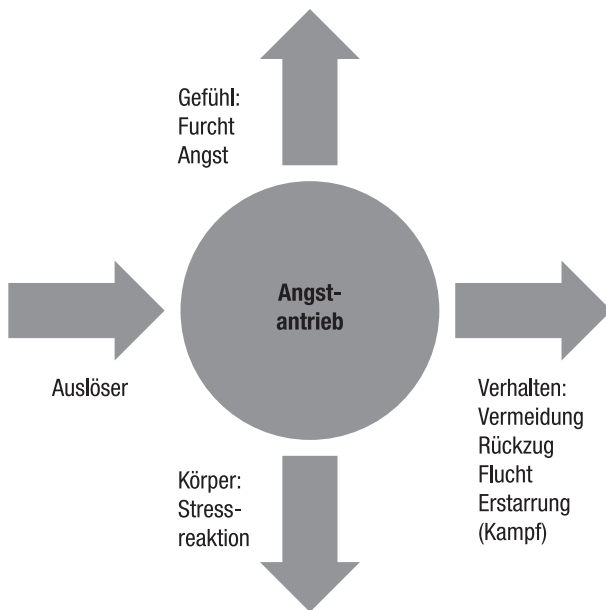 Gefühl:
Furcht
Angst
Angst-
antrieb
Auslöser
Verhalten:
Vermeidung
Rückzug
Flucht
Erstarrung
(Kampf)
Körper:
Stress-
reaktion